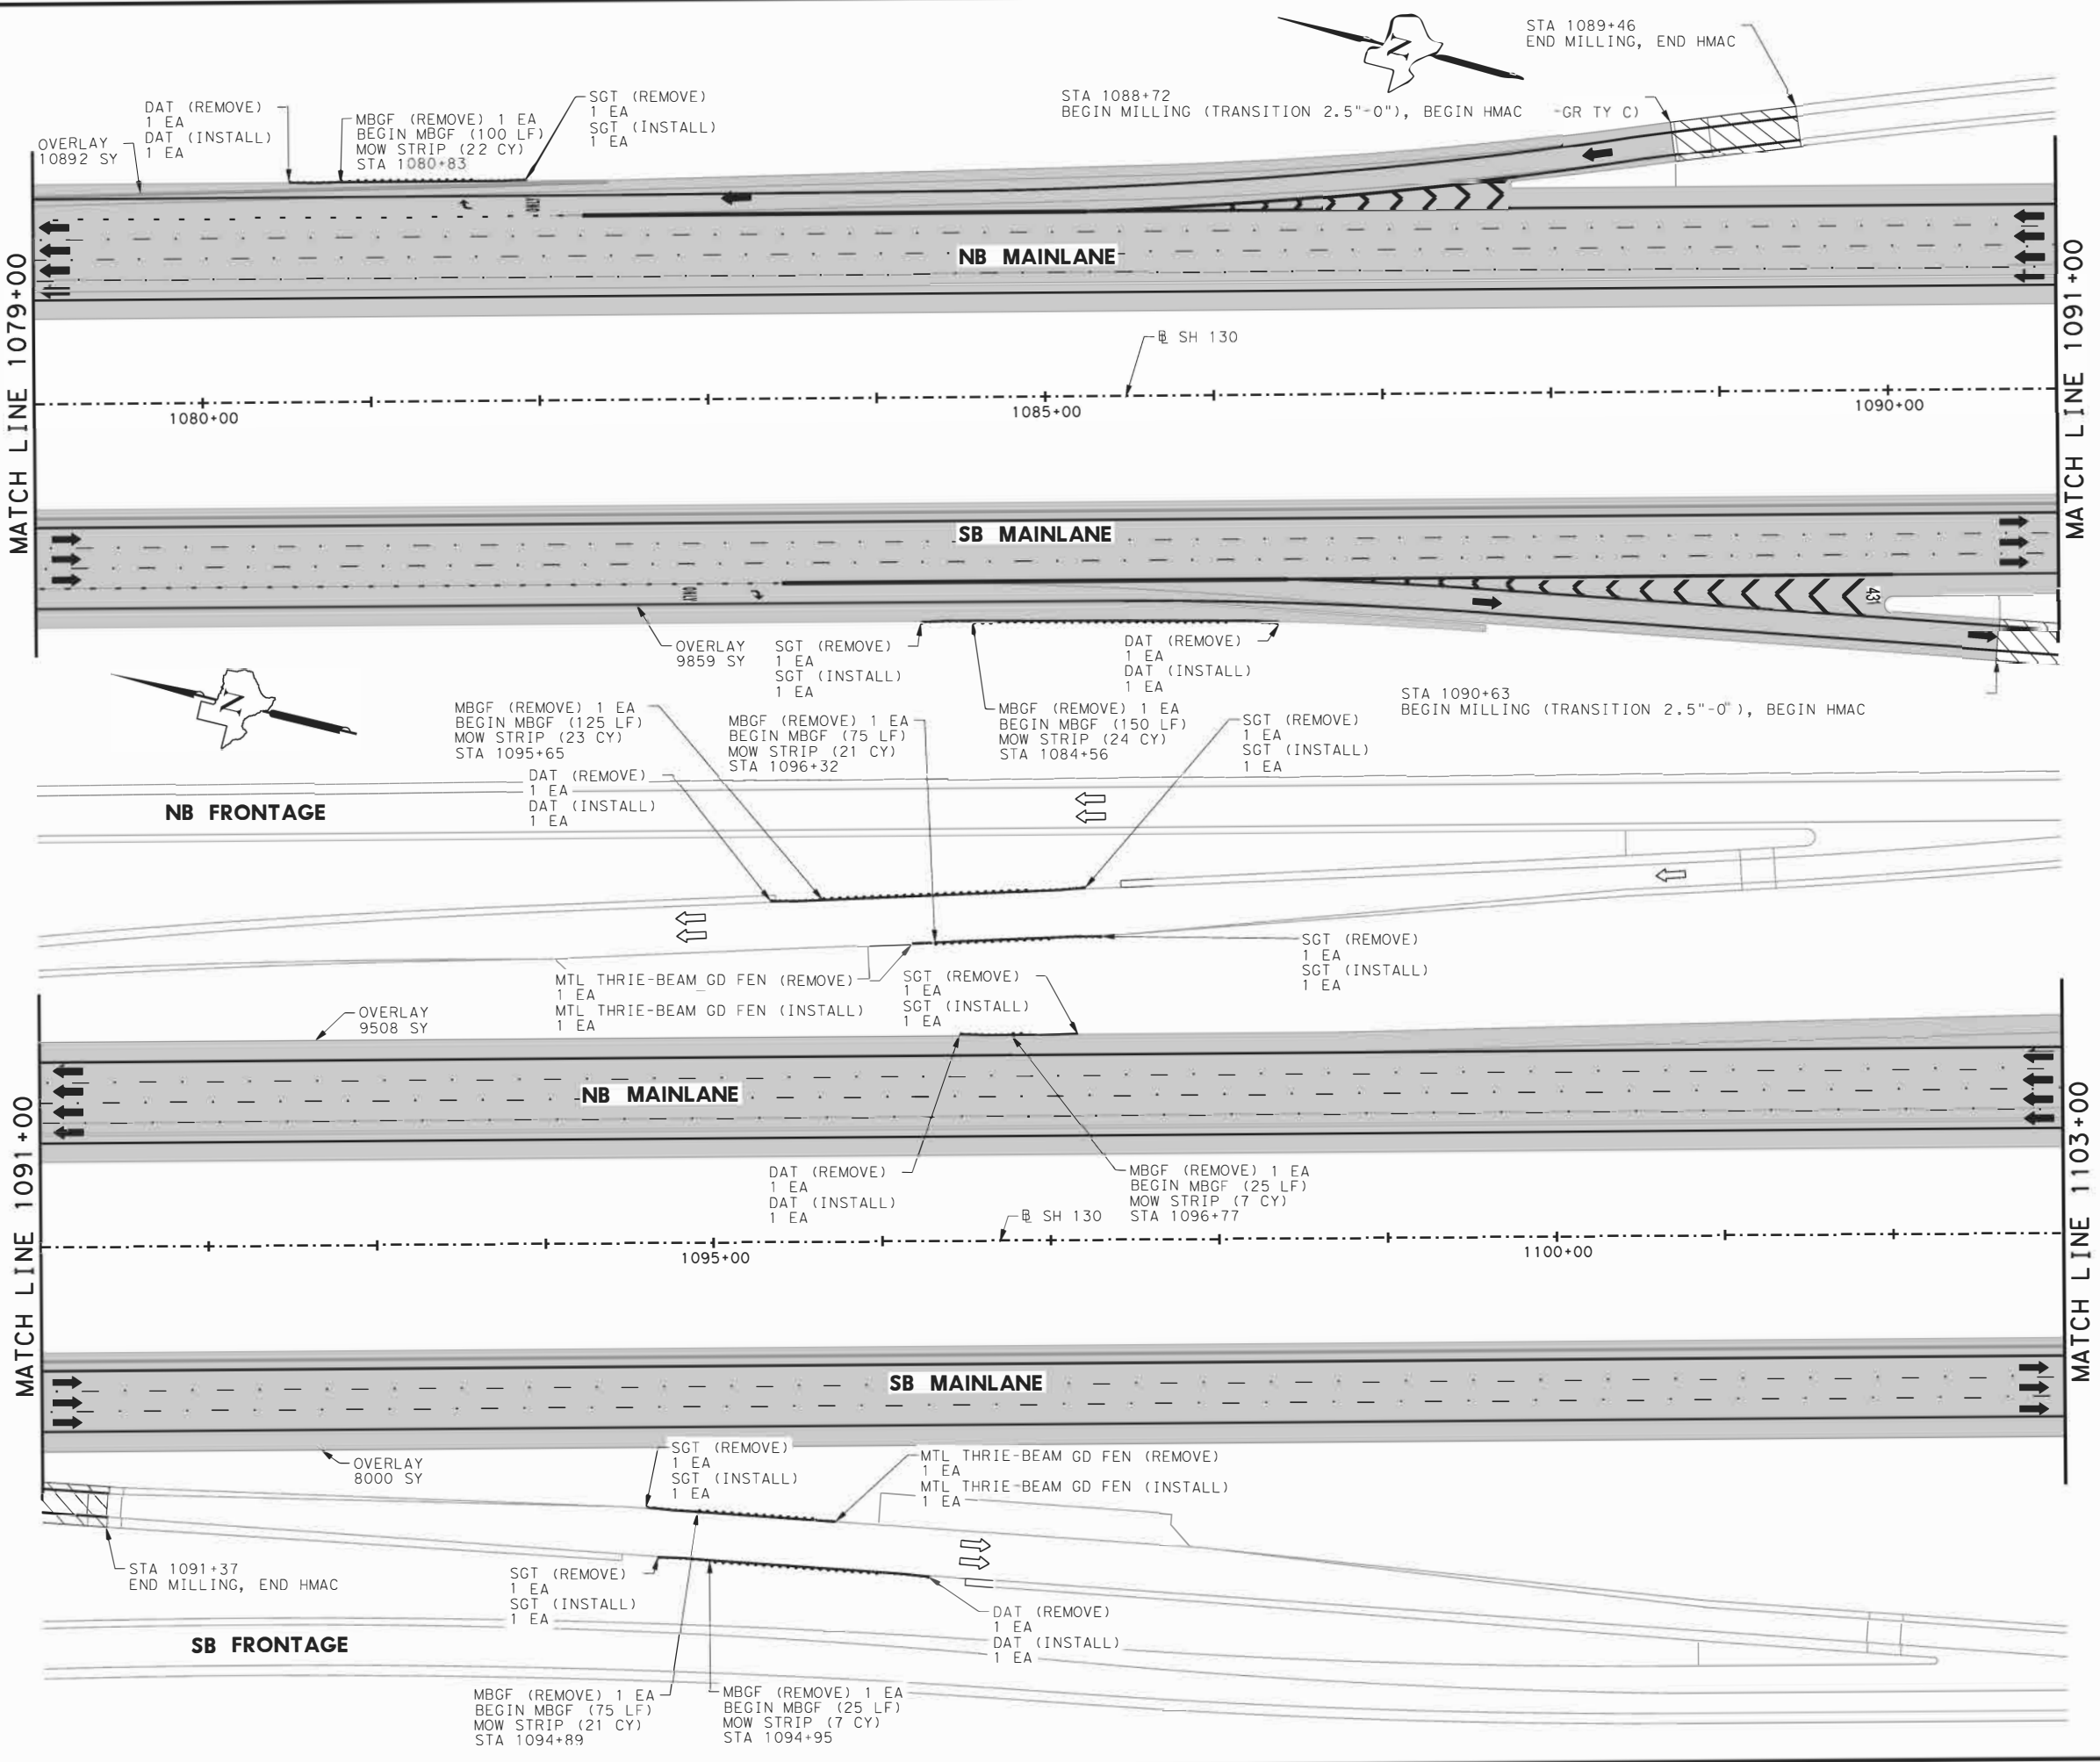 STA 1089+46
END MILLING, END HMAC
STA 1088+72
BEGIN MILLING (TRANSITION 2.5"-0"), BEGIN HMAC -GR TY C)
DAT (REMOVE)
1 EA
DAT (INSTALL)
1 EA
MBGF (REMOVE) 1 EA
BEGIN MBGF (100 LF)
MOW STRIP (22 CY)
STA 1080+83
SGT (REMOVE)
1 EA
SGT (INSTALL)
1 EA
OVERLAY
10892 SY
N
MATCH LINE 1079+00
NB MAINLANE
MATCH LINE 1091+00
B SH 130
1080+00
1085+00
1090+00
SB MAINLANE
ONLY
431
OVERLAY
9859 SY
SGT (REMOVE)
1 EA
SGT (INSTALL)
1 EA
DAT (REMOVE)
1 EA
DAT (INSTALL)
1 EA
MBGF (REMOVE) 1 EA
BEGIN MBGF (150 LF)
MOW STRIP (24 CY)
STA 1084+56
STA 1090+63
BEGIN MILLING (TRANSITION 2.5"-0"), BEGIN HMAC
N
MBGF (REMOVE) 1 EA
BEGIN MBGF (125 LF)
MOW STRIP (23 CY)
STA 1095+65
MBGF (REMOVE) 1 EA
BEGIN MBGF (75 LF)
MOW STRIP (21 CY)
STA 1096+32
SGT (REMOVE)
1 EA
SGT (INSTALL)
1 EA
DAT (REMOVE)
1 EA
DAT (INSTALL)
1 EA
NB FRONTAGE
SGT (REMOVE)
1 EA
SGT (INSTALL)
1 EA
MTL THRIE-BEAM GD FEN (REMOVE)
1 EA
MTL THRIE-BEAM GD FEN (INSTALL)
1 EA
SGT (REMOVE)
1 EA
SGT (INSTALL)
1 EA
OVERLAY
9508 SY
MATCH LINE 1091+00
NB MAINLANE
MATCH LINE 1103+00
DAT (REMOVE)
1 EA
DAT (INSTALL)
1 EA
MBGF (REMOVE) 1 EA
BEGIN MBGF (25 LF)
MOW STRIP (7 CY)
STA 1096+77
B SH 130
1095+00
1100+00
SB MAINLANE
OVERLAY
8000 SY
SGT (REMOVE)
1 EA
SGT (INSTALL)
1 EA
MTL THRIE-BEAM GD FEN (REMOVE)
1 EA
MTL THRIE-BEAM GD FEN (INSTALL)
1 EA
STA 1091+37
END MILLING, END HMAC
SGT (REMOVE)
1 EA
SGT (INSTALL)
1 EA
DAT (REMOVE)
1 EA
DAT (INSTALL)
1 EA
SB FRONTAGE
MBGF (REMOVE) 1 EA
BEGIN MBGF (75 LF)
MOW STRIP (21 CY)
STA 1094+89
MBGF (REMOVE) 1 EA
BEGIN MBGF (25 LF)
MOW STRIP (7 CY)
STA 1094+95